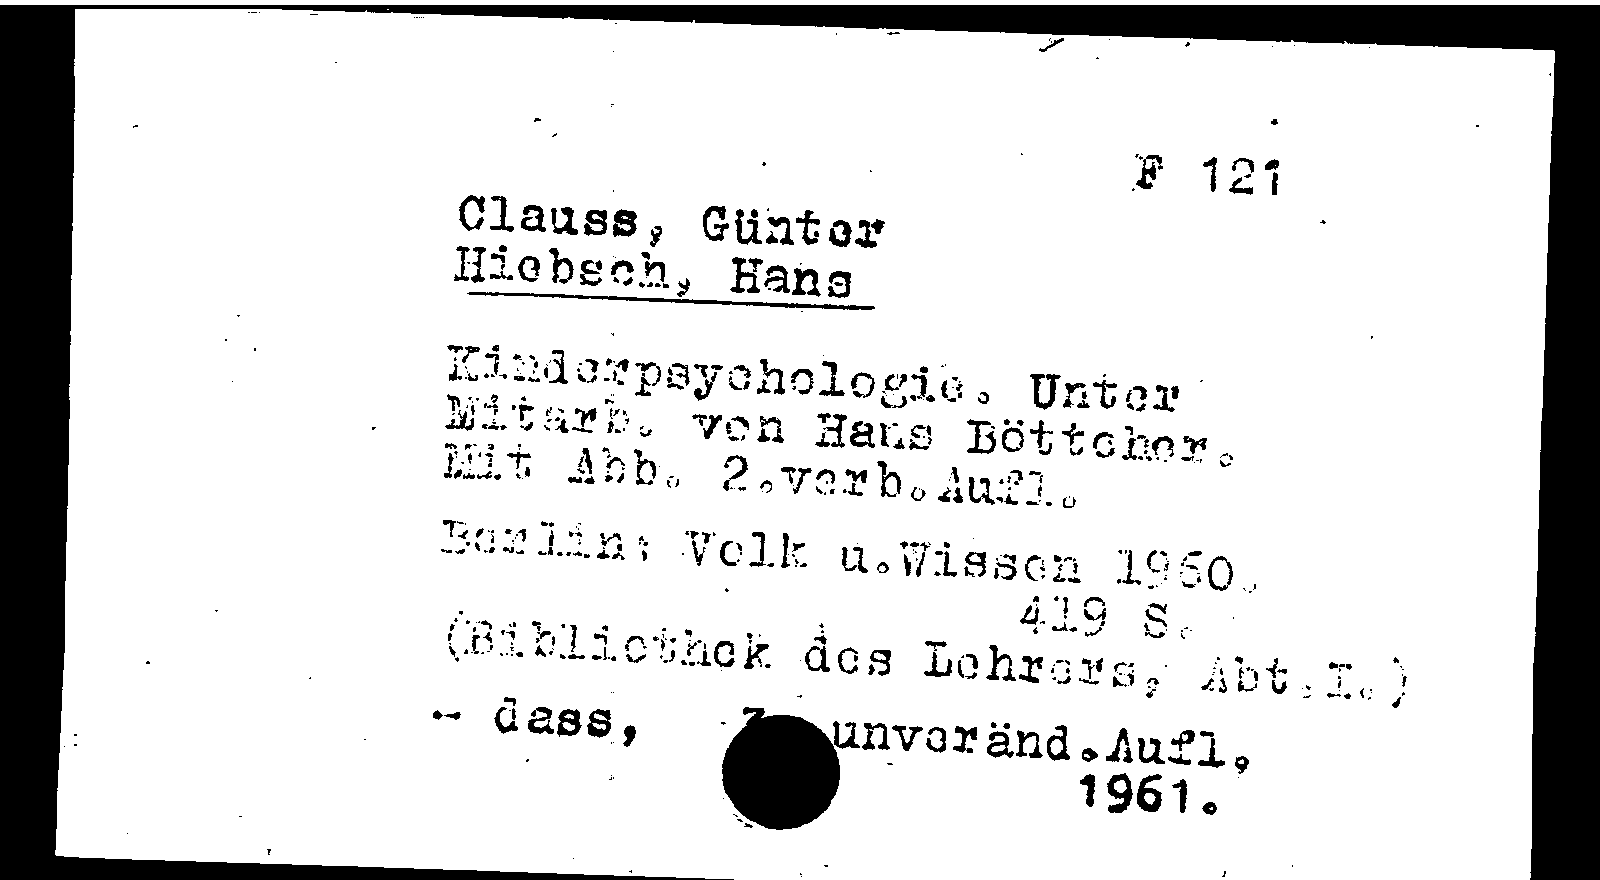 F 121
Clauss, Günter
Hiebsch, Hans
Kinderpsychologie. Unter
Mitarb. von Hans Böttcher.
Mit Abb. 2.verb.Aufl.
Berlin: Volk u.Wissen 1960.
419 S.
(Bibliothek des Lehrers, Abt.I.)
- dass, unveränd.Aufl,
1961.